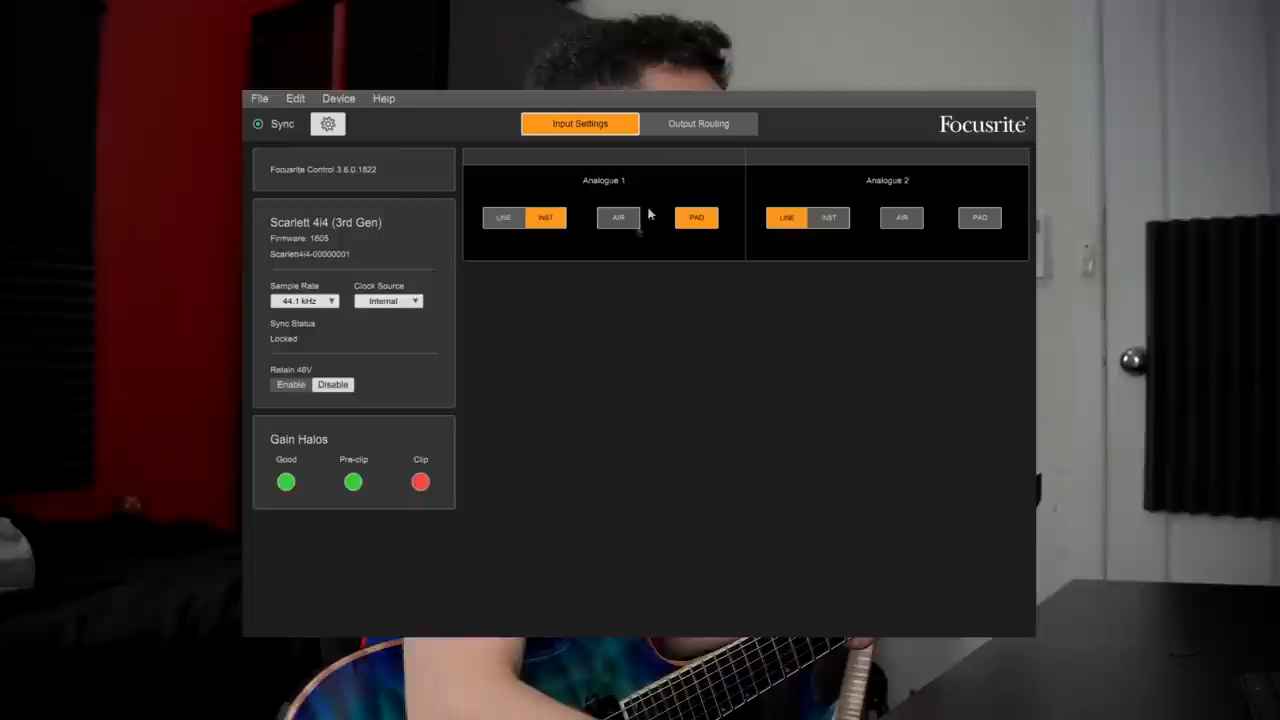 File Edit Device Help
Sync
Input Settings Output Routing
Focusrite
Focusrite Control 3.6.0.1822
Scarlett 4i4 (3rd Gen)
Firmware: 1605
Scarlett4i4-00000001
Sample Rate Clock Source
44.1 kHz Internal
Sync Status
Locked
Retain 48V
Enable Disable
Gain Halos
Good Pre-clip Clip
Analogue 1
LINE INST AIR PAD
Analogue 2
LINE INST AIR PAD